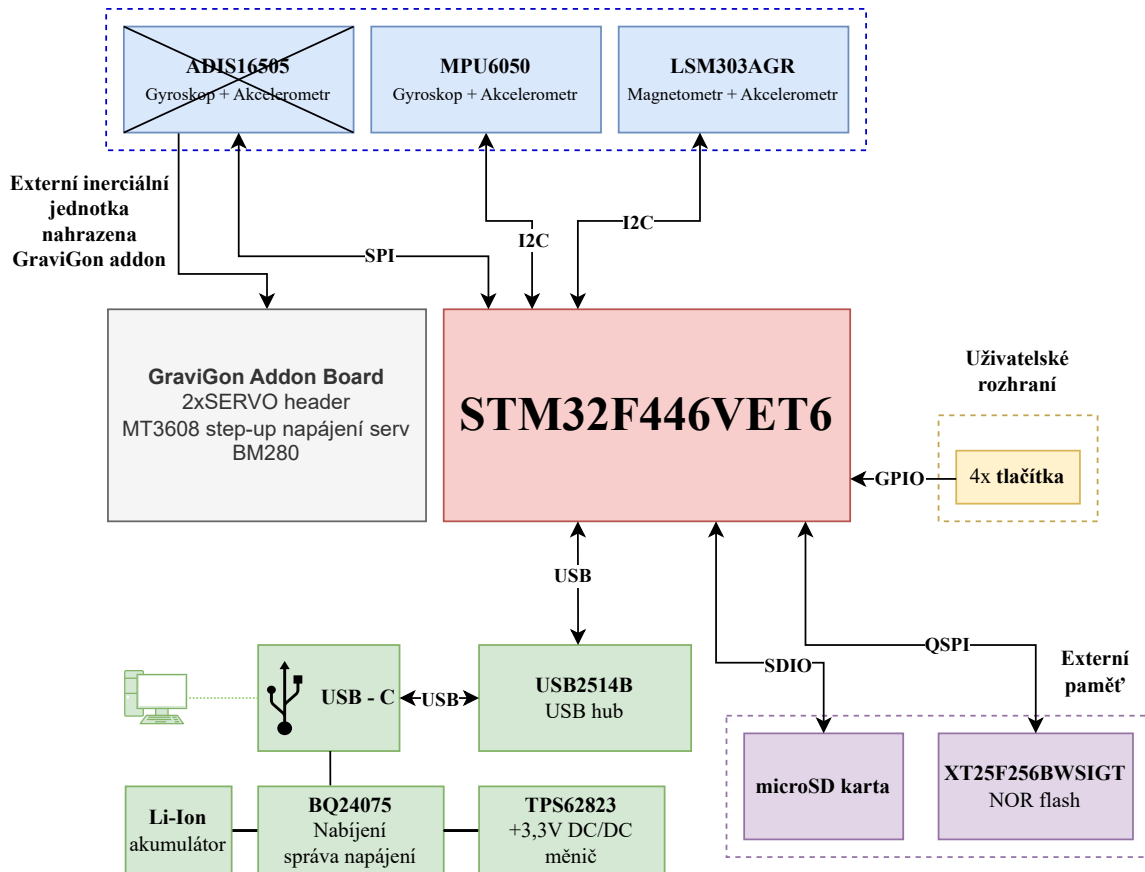 ADIS16505
Gyroskop + Akcelerometr
MPU6050
Gyroskop + Akcelerometr
LSM303AGR
Magnetometr + Akcelerometr
Externí inerciální
jednotka
nahrazena
GraviGon addon
SPI
I2C
I2C
GraviGon Addon Board
2xSERVO header
MT3608 step-up napájení serv
BM280
STM32F446VET6
Uživatelské
rozhraní
GPIO
4x tlačítka
USB
SDIO
QSPI
Externí
paměť
USB - C
USB
USB2514B
USB hub
microSD karta
XT25F256BWSIGT
NOR flash
Li-Ion
akumulátor
BQ24075
Nabíjení
správa napájení
TPS62823
+3,3V DC/DC
měnič